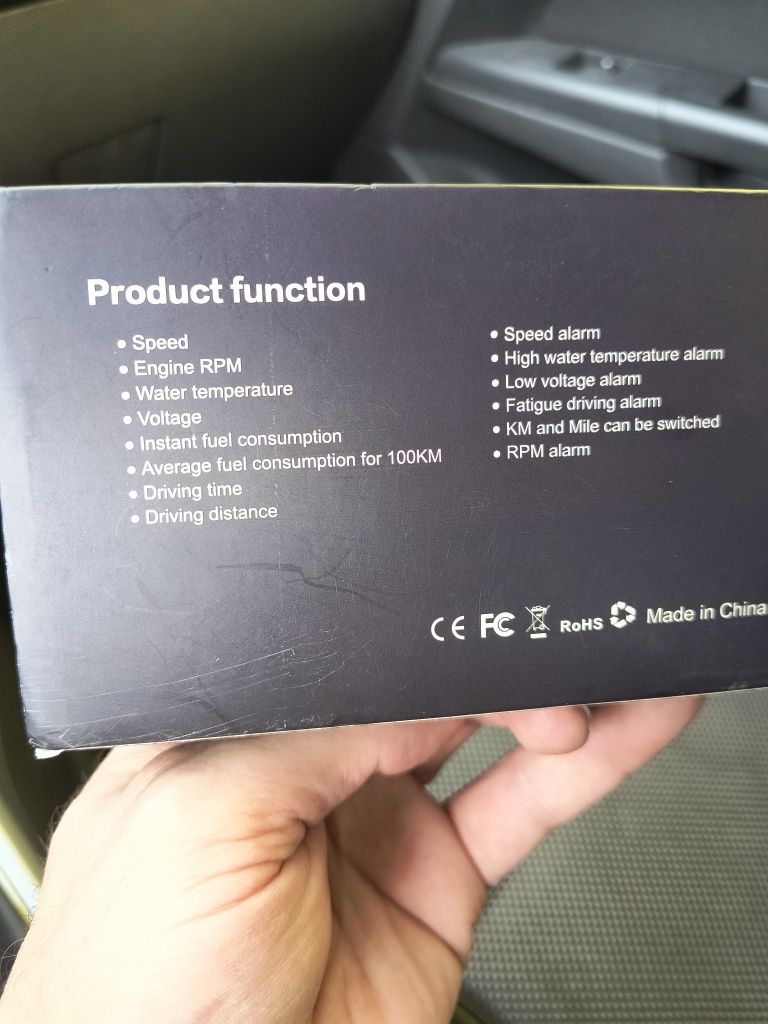 Product function
• Speed
• Engine RPM
• Water temperature
• Voltage
• Instant fuel consumption
• Average fuel consumption for 100KM
• Driving time
• Driving distance
• Speed alarm
• High water temperature alarm
• Low voltage alarm
• Fatigue driving alarm
• KM and Mile can be switched
• RPM alarm
CE FC RoHS Made in China